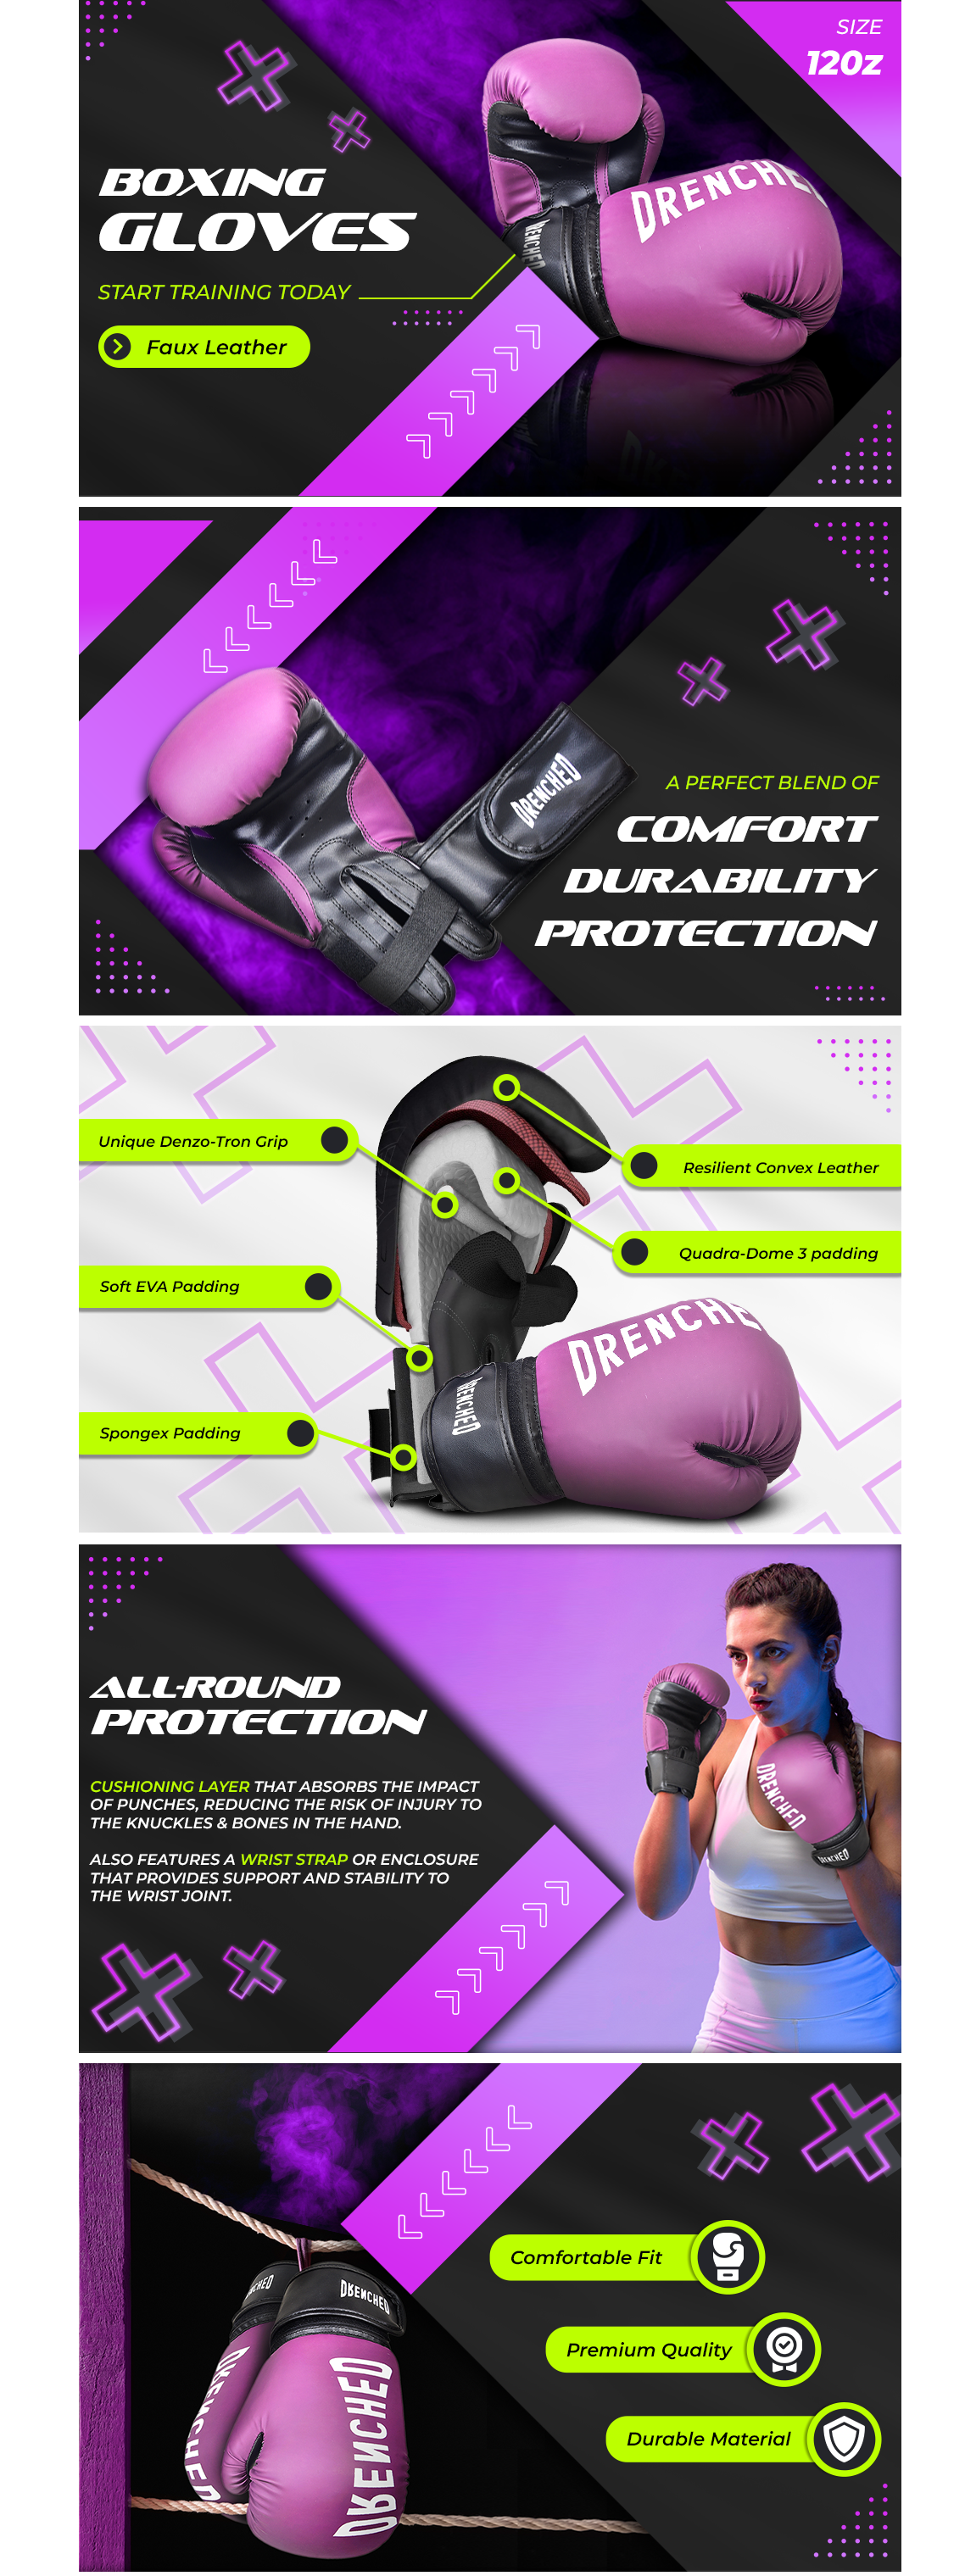 SIZE
12Oz
BOXING
GLOVES
START TRAINING TODAY
Faux Leather
DRENCHE
RENCHED
A PERFECT BLEND OF
COMFORT
DURABILITY
PROTECTION
DRENCHED
Unique Denzo-Tron Grip
Resilient Convex Leather
Quadra-Dome 3 padding
Soft EVA Padding
Spongex Padding
DRENCHE
DRENCHED
ALL-ROUND
PROTECTION
CUSHIONING LAYER THAT ABSORBS THE IMPACT
OF PUNCHES, REDUCING THE RISK OF INJURY TO
THE KNUCKLES & BONES IN THE HAND.
ALSO FEATURES A WRIST STRAP OR ENCLOSURE
THAT PROVIDES SUPPORT AND STABILITY TO
THE WRIST JOINT.
DRENCHED
DRENCHED
Comfortable Fit
Premium Quality
Durable Material
NCHED
DRENCHED
DRENCHED
DRENCHED